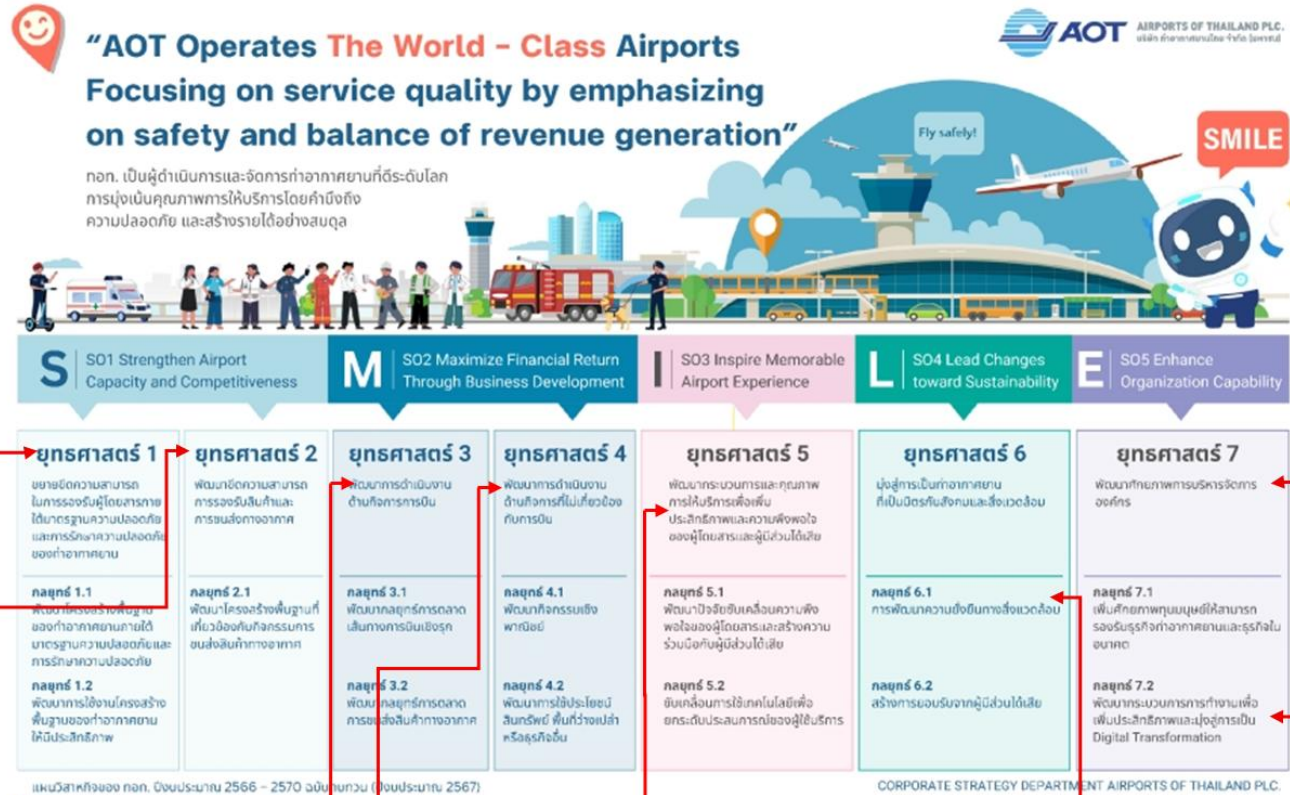 “AOT Operates The World - Class Airports
Focusing on service quality by emphasizing
on safety and balance of revenue generation”
ทอท. เป็นผู้ดำเนินการและจัดการท่าอากาศยานที่ดีระดับโลก
การมุ่งเน้นคุณภาพการให้บริการโดยคำนึงถึง
ความปลอดภัย และสร้างรายได้อย่างสมดุล
AOT
AIRPORTS OF THAILAND PLC.
บริษัท ท่าอากาศยานไทย จำกัด (มหาชน)
Fly safely!
SMILE
S
SO1 Strengthen Airport
Capacity and Competitiveness
M
SO2 Maximize Financial Return
Through Business Development
I
SO3 Inspire Memorable
Airport Experience
L
SO4 Lead Changes
toward Sustainability
E
SO5 Enhance
Organization Capability
ยุทธศาสตร์ 1
ขยายขีดความสามารถ
ในการรองรับผู้โดยสารภาย
ใต้มาตรฐานความปลอดภัย
และการรักษาความปลอดภัย
ของท่าอากาศยาน
กลยุทธ์ 1.1
พัฒนาโครงสร้างพื้นฐาน
ของท่าอากาศยานภายใต้
มาตรฐานความปลอดภัยและ
การรักษาความปลอดภัย
กลยุทธ์ 1.2
พัฒนาการใช้งานโครงสร้าง
พื้นฐานของท่าอากาศยาน
ให้มีประสิทธิภาพ
ยุทธศาสตร์ 2
พัฒนาขีดความสามารถ
การรองรับสินค้าและ
การขนส่งทางอากาศ
กลยุทธ์ 2.1
พัฒนาโครงสร้างพื้นฐานที่
เกี่ยวข้องกับกิจกรรมการ
ขนส่งสินค้าทางอากาศ
ยุทธศาสตร์ 3
พัฒนาการดำเนินงาน
ด้านกิจการการบิน
กลยุทธ์ 3.1
พัฒนากลยุทธ์การตลาด
เส้นทางการบินเชิงรุก
กลยุทธ์ 3.2
พัฒนากลยุทธ์การตลาด
การขนส่งสินค้าทางอากาศ
ยุทธศาสตร์ 4
พัฒนาการดำเนินงาน
ด้านกิจการที่ไม่เกี่ยวข้อง
กับการบิน
กลยุทธ์ 4.1
พัฒนากิจกรรมเชิง
พาณิชย์
กลยุทธ์ 4.2
พัฒนาการใช้ประโยชน์
สินทรัพย์ พื้นที่ว่างเปล่า
หรือธุรกิจอื่น
ยุทธศาสตร์ 5
พัฒนากระบวนการและคุณภาพ
การให้บริการเพื่อเพิ่ม
ประสิทธิภาพและความพึงพอใจ
ของผู้โดยสารและผู้มีส่วนได้เสีย
กลยุทธ์ 5.1
พัฒนาปัจจัยขับเคลื่อนความพึง
พอใจของผู้โดยสารและสร้างความ
ร่วมมือกับผู้มีส่วนได้เสีย
กลยุทธ์ 5.2
ขับเคลื่อนการใช้เทคโนโลยีเพื่อ
ยกระดับประสบการณ์ของผู้ใช้บริการ
ยุทธศาสตร์ 6
มุ่งสู่การเป็นท่าอากาศยาน
ที่เป็นมิตรกับสังคมและสิ่งแวดล้อม
กลยุทธ์ 6.1
การพัฒนาความยั่งยืนทางสิ่งแวดล้อม
กลยุทธ์ 6.2
สร้างการยอมรับจากผู้มีส่วนได้เสีย
ยุทธศาสตร์ 7
พัฒนาศักยภาพการบริหารจัดการ
องค์กร
กลยุทธ์ 7.1
เพิ่มศักยภาพทุนมนุษย์ให้สามารถ
รองรับธุรกิจท่าอากาศยานและธุรกิจใน
อนาคต
กลยุทธ์ 7.2
พัฒนากระบวนการการทำงานเพื่อ
เพิ่มประสิทธิภาพและมุ่งสู่การเป็น
Digital Transformation
แผนวิสาหกิจของ ทอท. ปีงบประมาณ 2566 - 2570 ฉบับทบทวน (ปีงบประมาณ 2567)
CORPORATE STRATEGY DEPARTMENT AIRPORTS OF THAILAND PLC.